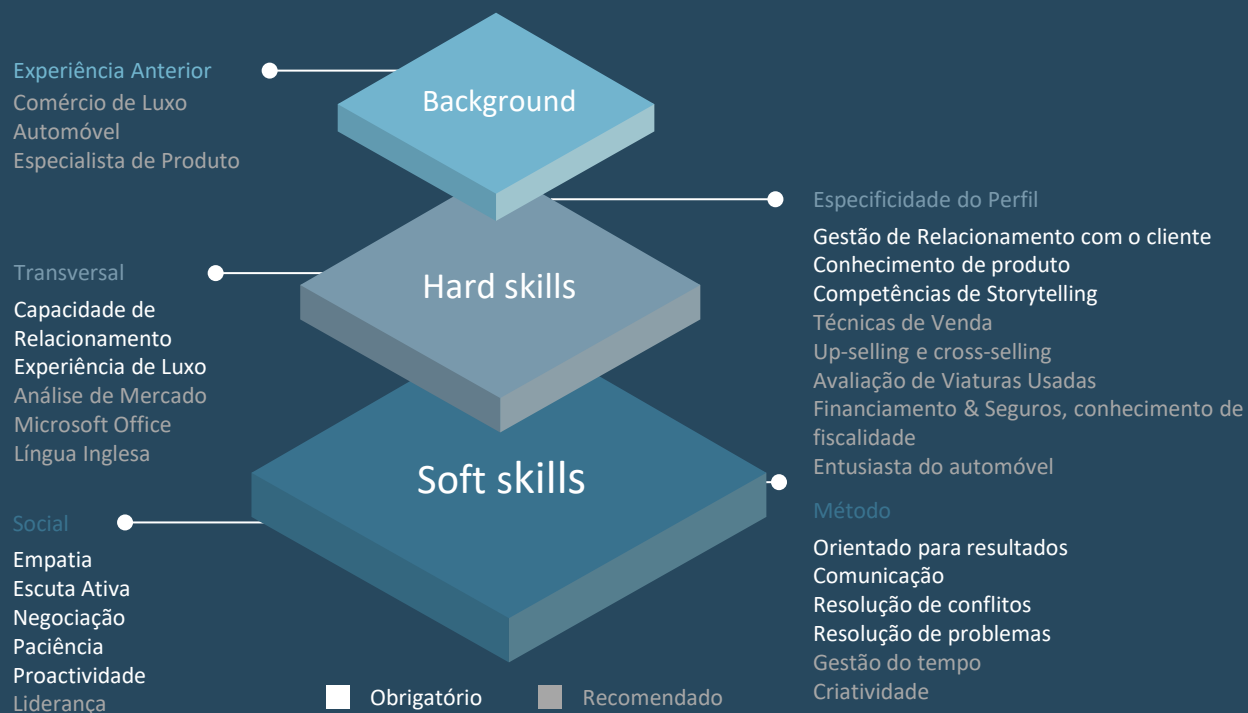 Experiência Anterior
Comércio de Luxo
Automóvel
Especialista de Produto
Background
Especificidade do Perfil
Gestão de Relacionamento com o cliente
Conhecimento de produto
Competências de Storytelling
Técnicas de Venda
Up-selling e cross-selling
Avaliação de Viaturas Usadas
Financiamento & Seguros, conhecimento de
fiscalidade
Entusiasta do automóvel
Transversal
Capacidade de
Relacionamento
Experiência de Luxo
Análise de Mercado
Microsoft Office
Língua Inglesa
Hard skills
Soft skills
Social
Empatia
Escuta Ativa
Negociação
Paciência
Proactividade
Liderança
Método
Orientado para resultados
Comunicação
Resolução de conflitos
Resolução de problemas
Gestão do tempo
Criatividade
Obrigatório
Recomendado